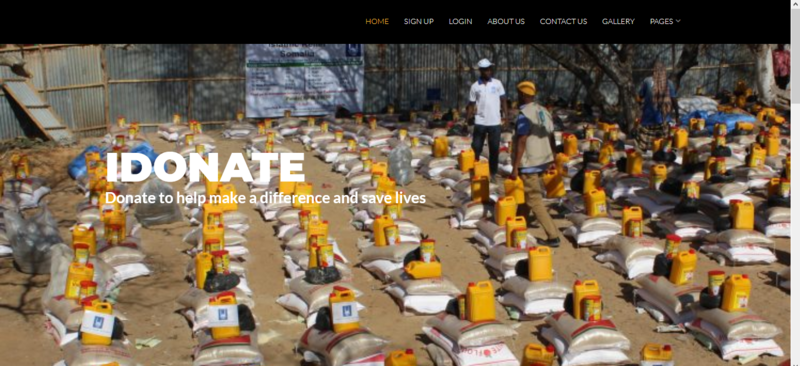 HOME SIGN UP LOGIN ABOUT US CONTACT US GALLERY PAGES
Somalia
IDONATE
Donate to help make a difference and save lives